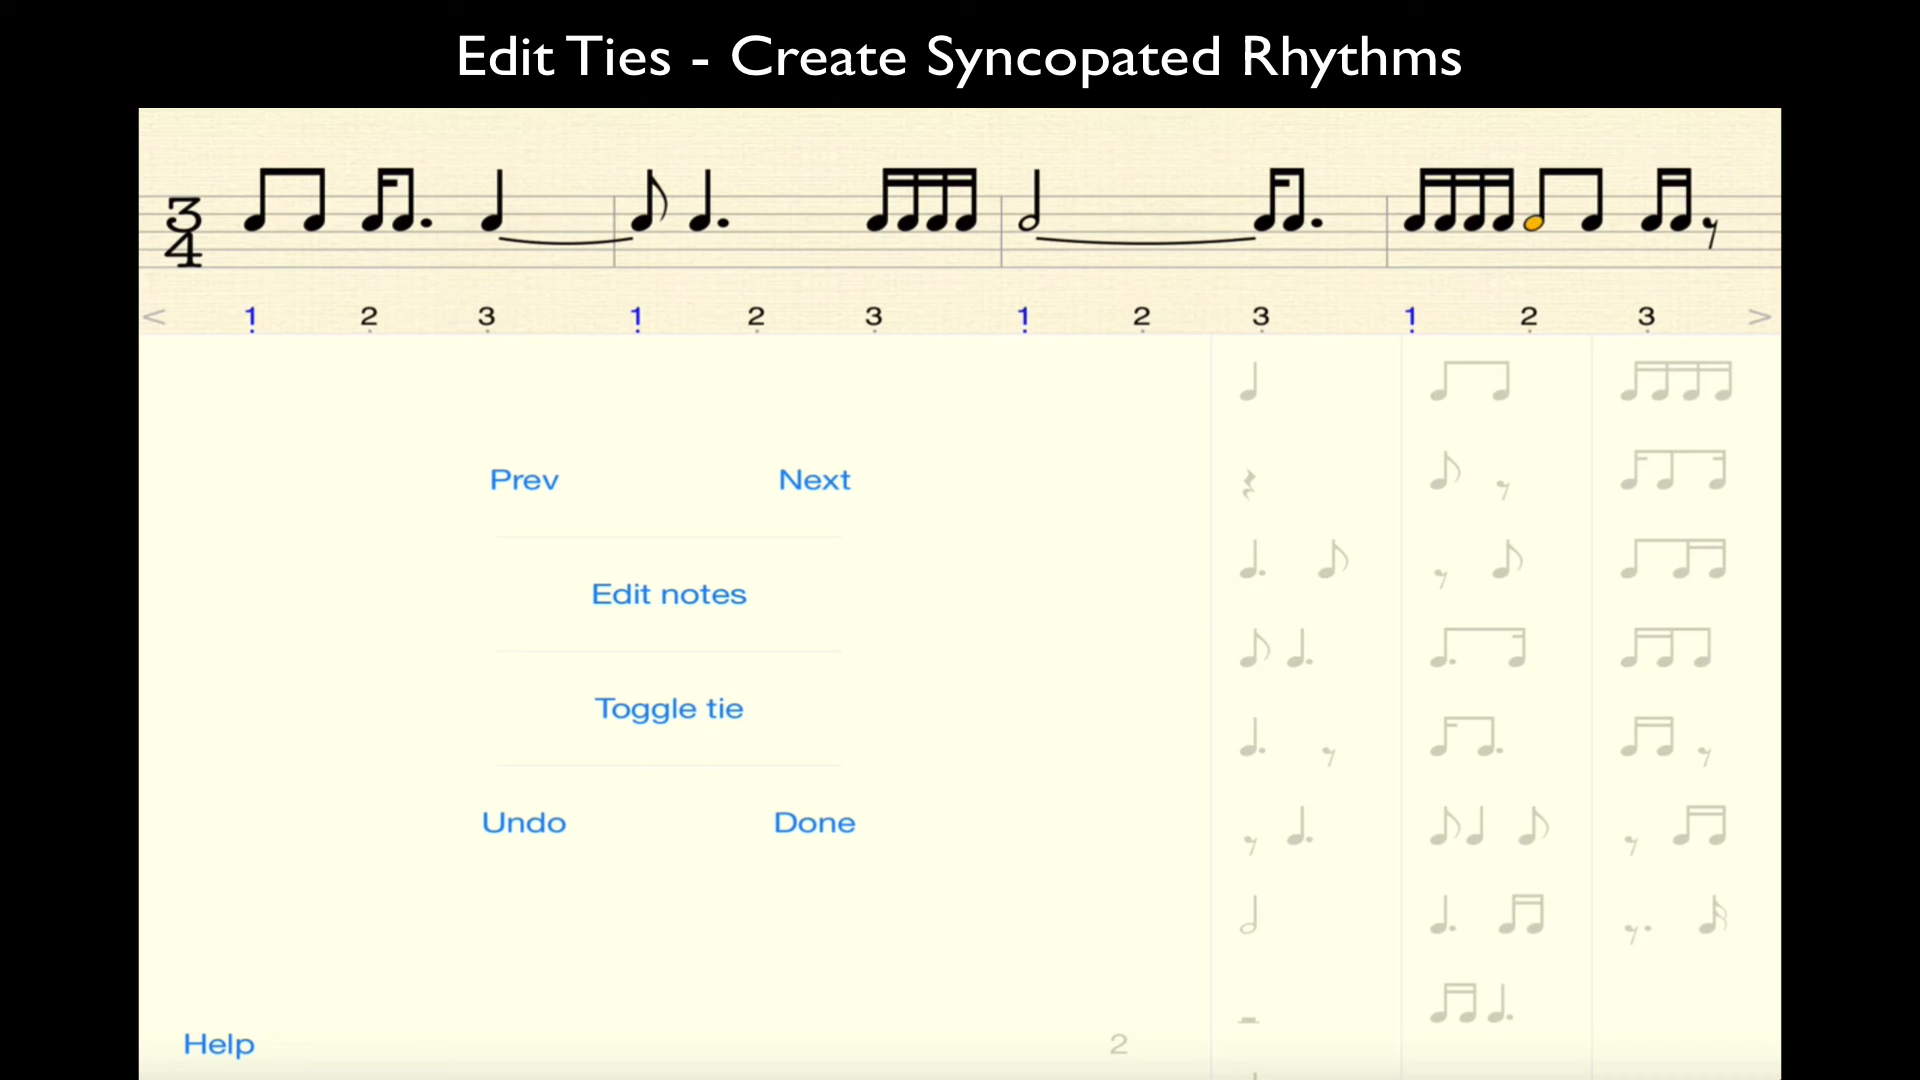 Edit Ties - Create Syncopated Rhythms
3
4
< 1 2 3 1 2 3 1 2 3 1 2 3 >
Prev Next
Edit notes
Toggle tie
Undo Done
Help 2